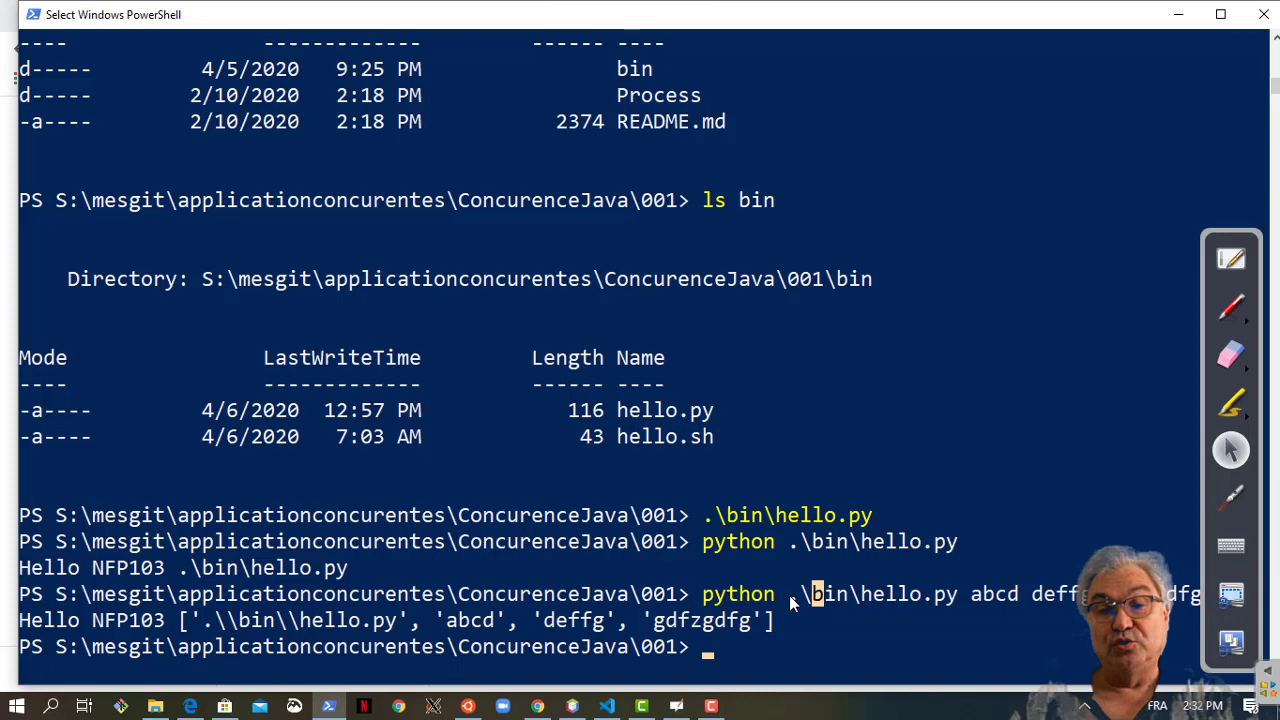 Select Windows PowerShell
---- ------------- ------ ----
d----- 4/5/2020 9:25 PM bin
d----- 2/10/2020 2:18 PM Process
-a---- 2/10/2020 2:18 PM 2374 README.md
PS S:\mesgit\applicationconcurentes\ConcurenceJava\001> ls bin
Directory: S:\mesgit\applicationconcurentes\ConcurenceJava\001\bin
Mode LastWriteTime Length Name
---- ------------- ------ ----
-a---- 4/6/2020 12:57 PM 116 hello.py
-a---- 4/6/2020 7:03 AM 43 hello.sh
PS S:\mesgit\applicationconcurentes\ConcurenceJava\001> .\bin\hello.py
PS S:\mesgit\applicationconcurentes\ConcurenceJava\001> python .\bin\hello.py
Hello NFP103 .\bin\hello.py
PS S:\mesgit\applicationconcurentes\ConcurenceJava\001> python .\bin\hello.py abcd deffg
Hello NFP103 ['.\\bin\\hello.py', 'abcd', 'deffg', 'gdfzgdfg']
PS S:\mesgit\applicationconcurentes\ConcurenceJava\001>
FR 2:32 PM